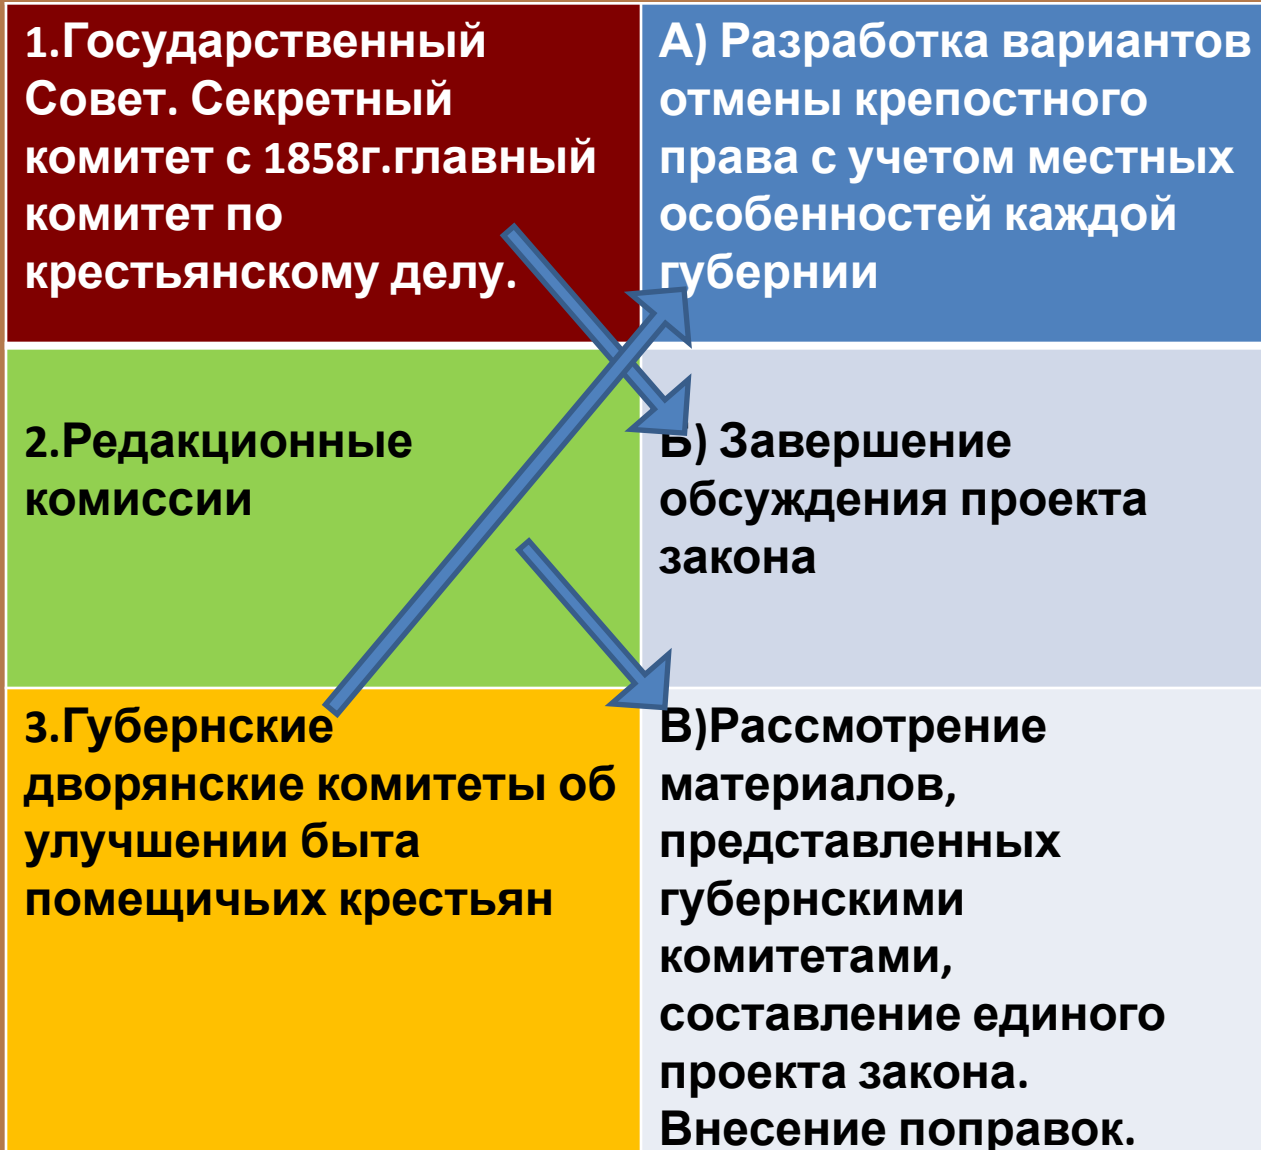 1.Государственный
Совет. Секретный
комитет с 1858г.главный
комитет по
крестьянскому делу.
А) Разработка вариантов
отмены крепостного
права с учетом местных
особенностей каждой
губернии
2.Редакционные
комиссии
Б) Завершение
обсуждения проекта
закона
3.Губернские
дворянские комитеты об
улучшении быта
помещичьих крестьян
В)Рассмотрение
материалов,
представленных
губернскими
комитетами,
составление единого
проекта закона.
Внесение поправок.